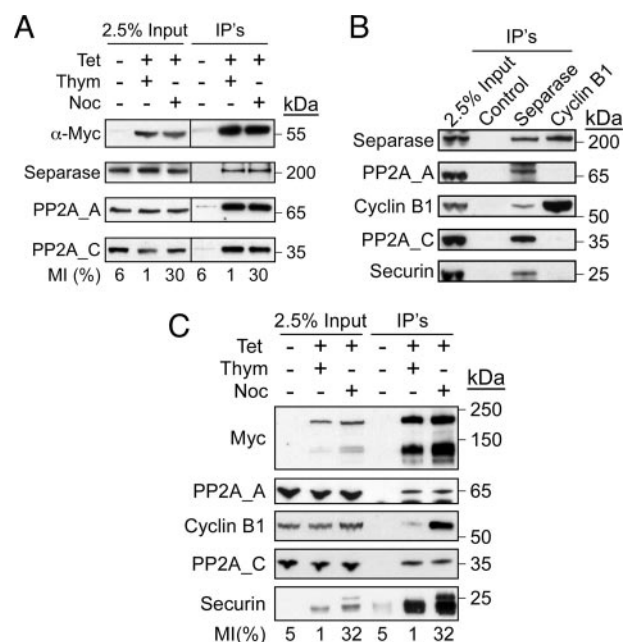 A
2.5% Input IP's
Tet - + + - + +
Thym - + - - + -
Noc - - + - - +
kDa
α-Myc 55
Separase 200
PP2A_A 65
PP2A_C 35
MI (%) 6 1 30 6 1 30
B
IP's
2.5% Input Control Separase Cyclin B1
kDa
Separase 200
PP2A_A 65
Cyclin B1 50
PP2A_C 35
Securin 25
C
2.5% Input IP's
Tet - + + - + +
Thym - + - - + -
Noc - - + - - +
kDa
250
Myc 150
PP2A_A 65
Cyclin B1 50
PP2A_C 35
Securin 25
MI(%) 5 1 32 5 1 32